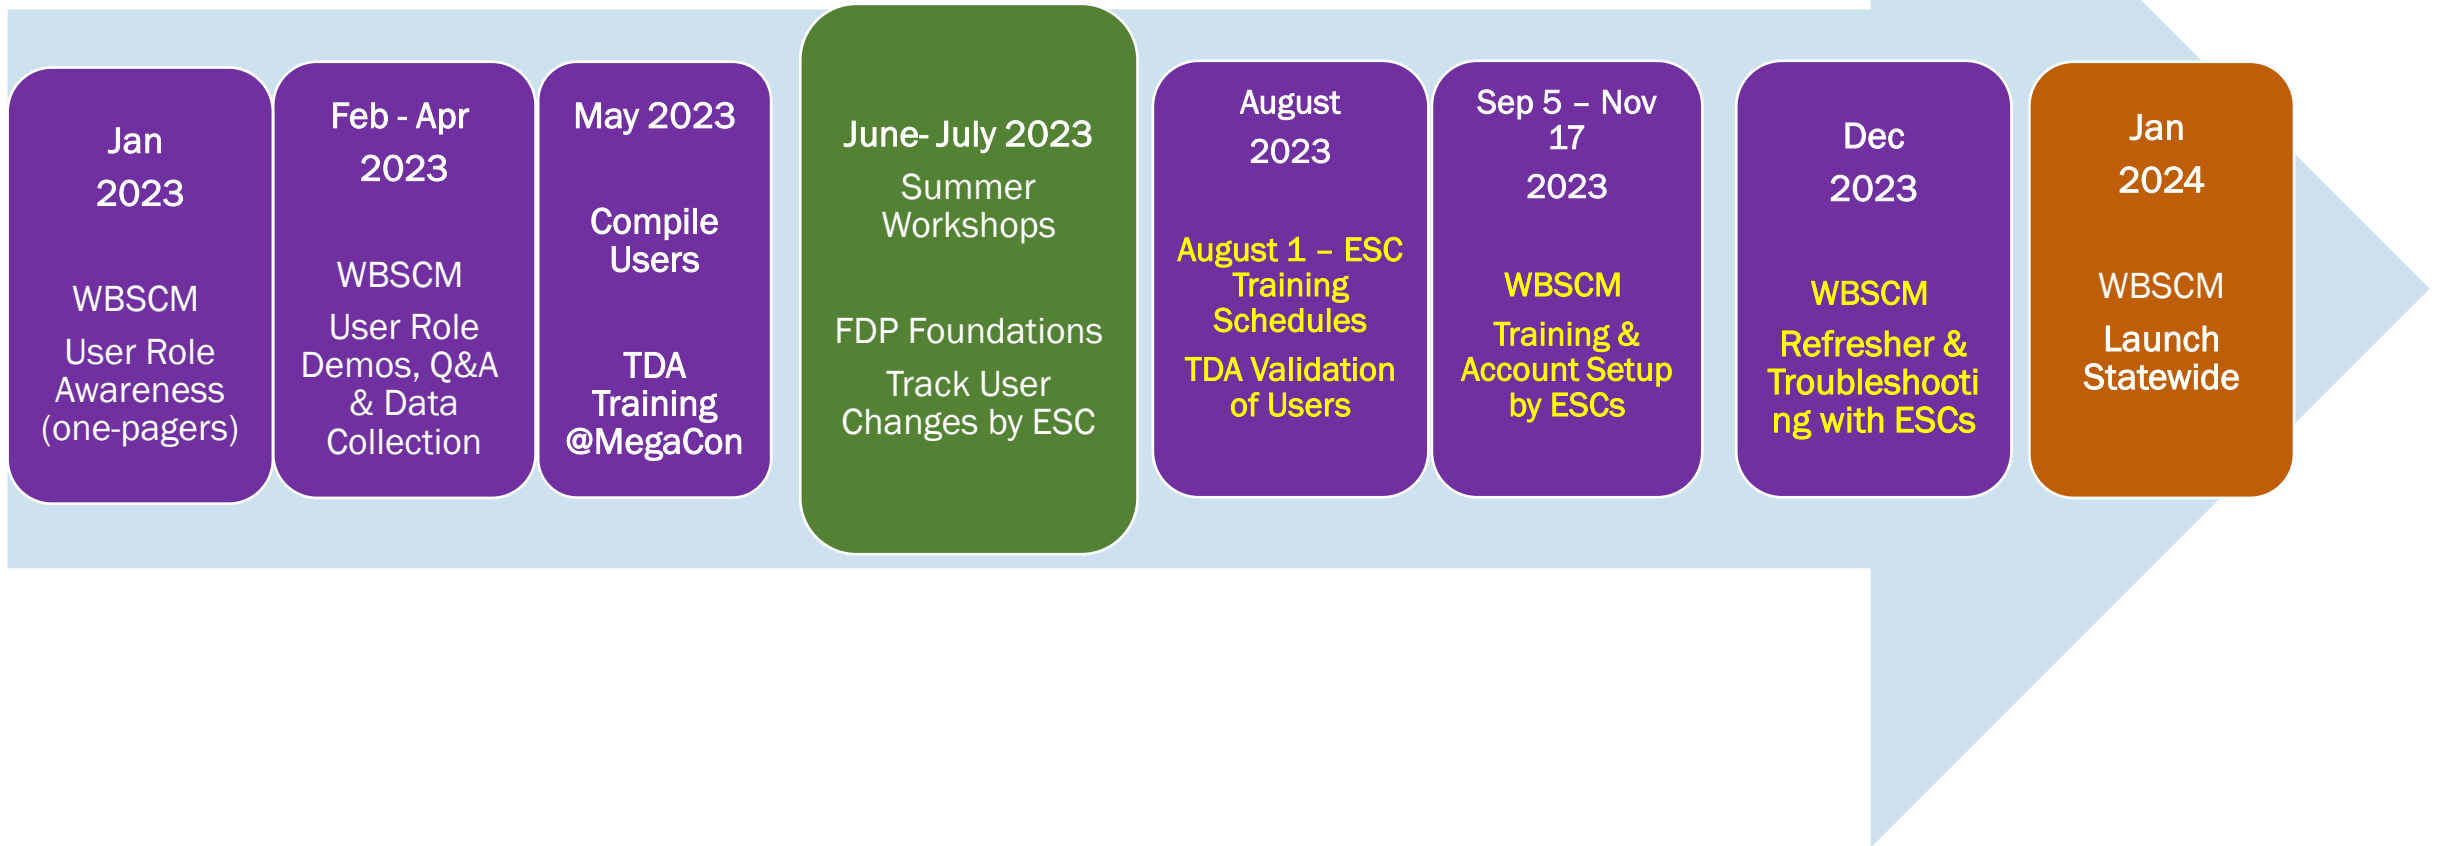 Jan
2023
WBSCM
User Role
Awareness
(one-pagers)
Feb - Apr
2023
WBSCM
User Role
Demos, Q&A
& Data
Collection
May 2023
Compile
Users
TDA
Training
@MegaCon
June- July 2023
Summer
Workshops
FDP Foundations
Track User
Changes by ESC
August
2023
August 1 – ESC
Training
Schedules
TDA Validation
of Users
Sep 5 – Nov
17
2023
WBSCM
Training &
Account Setup
by ESCs
Dec
2023
WBSCM
Refresher &
Troubleshooti
ng with ESCs
Jan
2024
WBSCM
Launch
Statewide